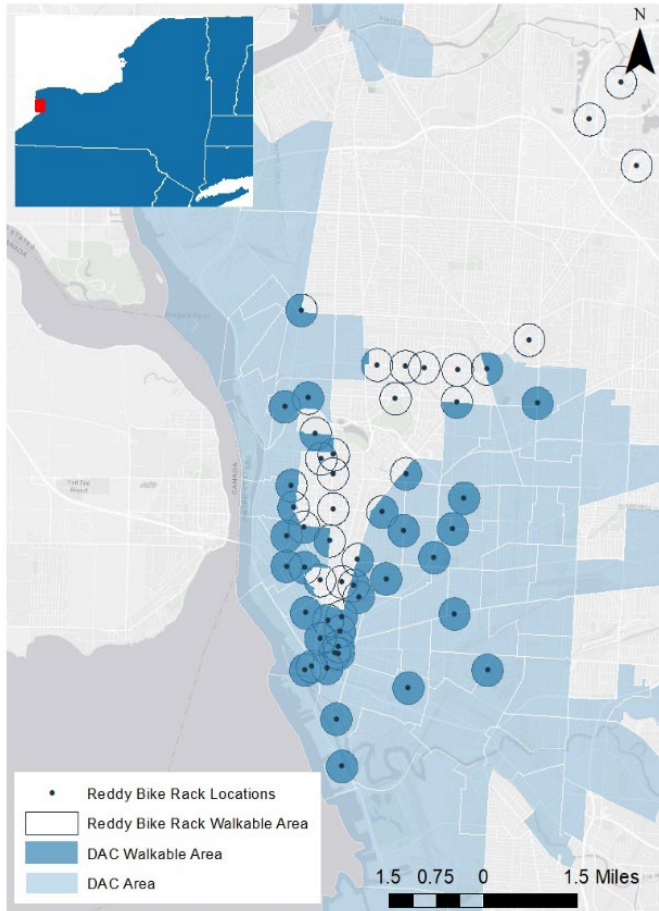 N
CANADA
Reddy Bike Rack Locations
Reddy Bike Rack Walkable Area
DAC Walkable Area
DAC Area
1.5 0.75 0 1.5 Miles